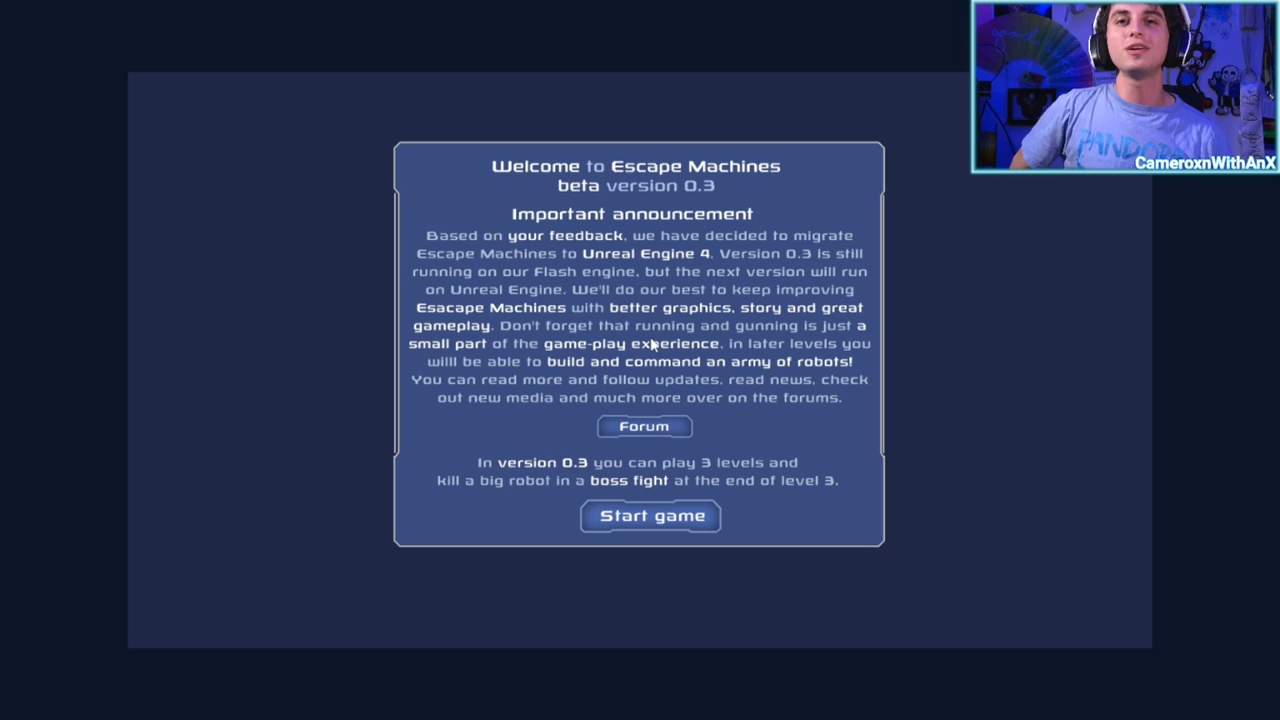 Welcome to Escape Machines
beta version 0.3
Important announcement
Based on your feedback, we have decided to migrate
Escape Machines to Unreal Engine 4. Version 0.3 is still
running on our Flash engine, but the next version will run
on Unreal Engine. We'll do our best to keep improving
Esacape Machines with better graphics, story and great
gameplay. Don't forget that running and gunning is just a
small part of the game-play experience, in later levels you
willl be able to build and command an army of robots!
You can read more and follow updates, read news, check
out new media and much more over on the forums.
Forum
In version 0.3 you can play 3 levels and
kill a big robot in a boss fight at the end of level 3.
Start game
CameroxnWithAnX